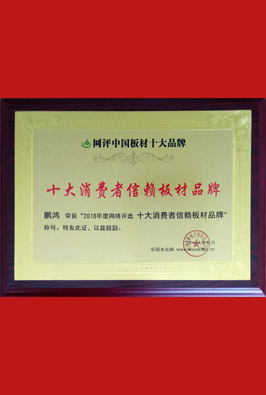 网评中国板材十大品牌
十大消费者信赖板材品牌
鹏鸿 荣获“2018年度网络评选 十大消费者信赖板材品牌”
称号。特发此证，以兹鼓励。
中国木业网